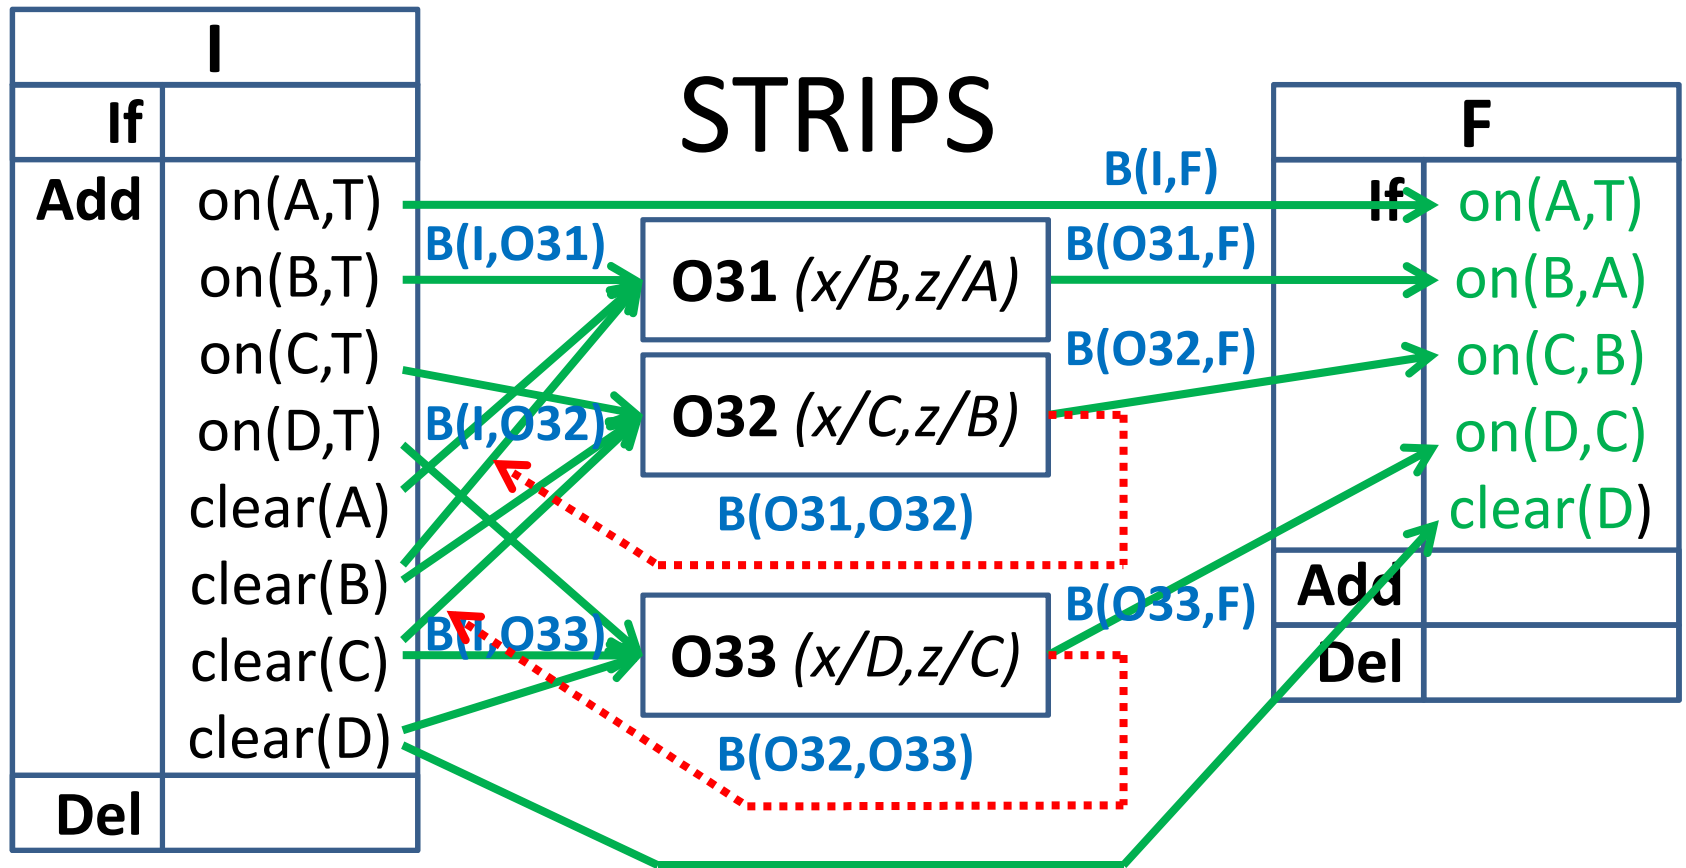 STRIPS
I
If
Add
on(A,T)
on(B,T)
on(C,T)
on(D,T)
clear(A)
clear(B)
clear(C)
clear(D)
Del
B(I,O31)
B(I,O32)
B(I,O33)
O31 (x/B,z/A)
O32 (x/C,z/B)
B(O31,O32)
O33 (x/D,z/C)
B(O32,O33)
B(I,F)
B(O31,F)
B(O32,F)
B(O33,F)
F
If
on(A,T)
on(B,A)
on(C,B)
on(D,C)
clear(D)
Add
Del